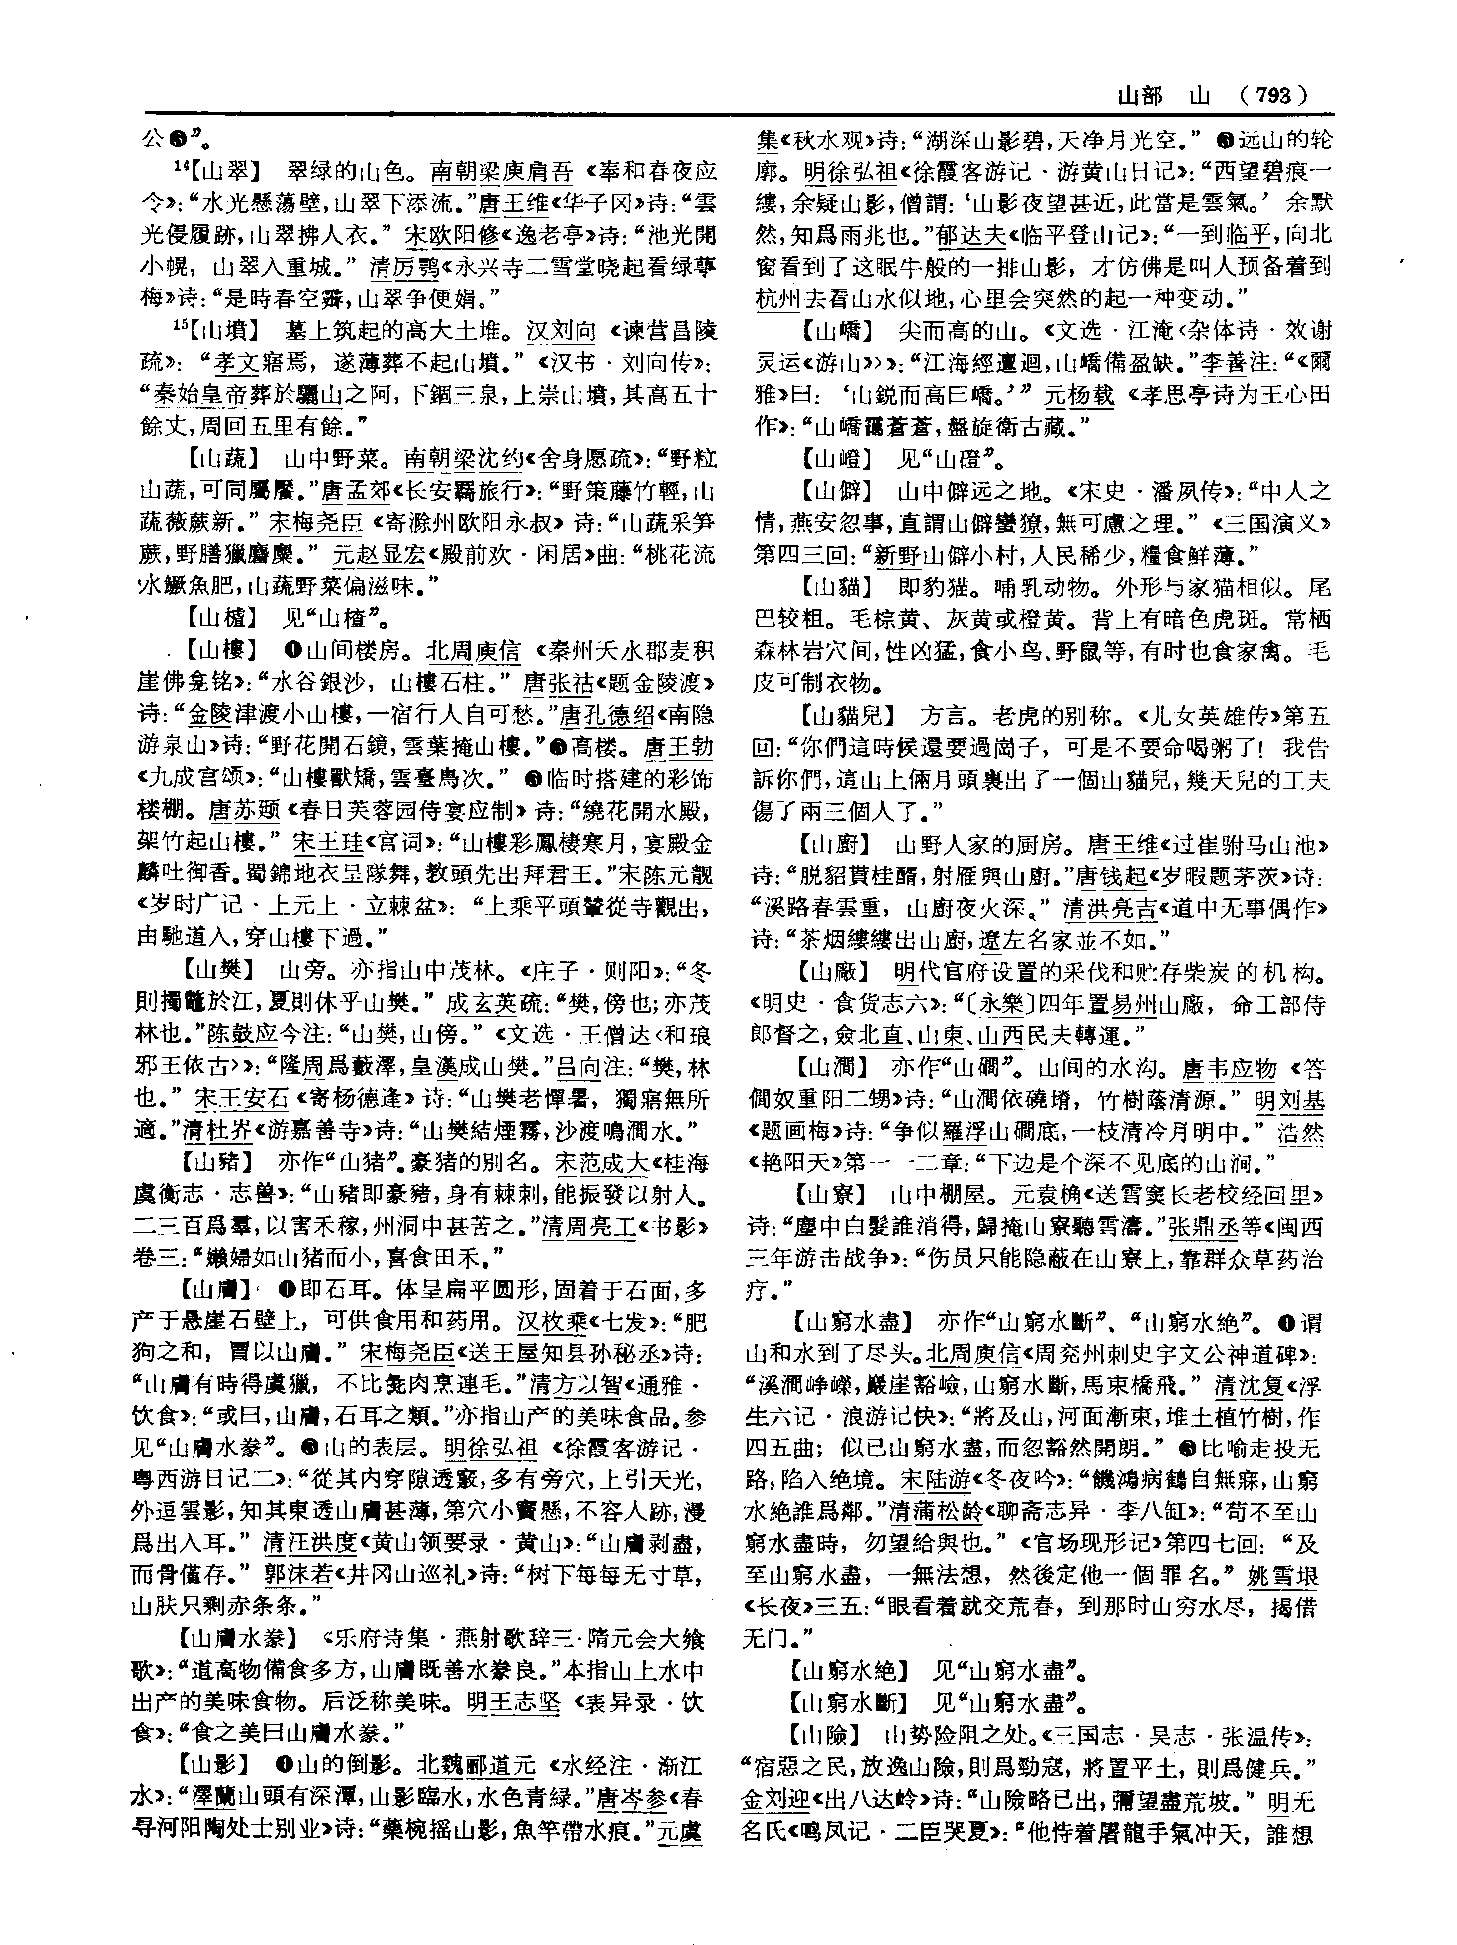 山部　山　（793）
公❸”。
¹⁴【山翠】　翠绿的山色。南朝梁庾肩吾《奉和春夜应
令》：“水光懸蕩壁，山翠下添流。”唐王维《华子冈》诗：“雲
光侵履跡，山翠拂人衣。”宋欧阳修《逸老亭》诗：“池光開
小幌，山翠入重城。”清厉鹗《永兴寺二雪堂晓起看绿萼
梅》诗：“是時春空霽，山翠争便娟。”
¹⁵【山墳】　墓上筑起的高大土堆。汉刘向《谏营昌陵
疏》：“孝文寤焉，遂薄葬不起山墳。”《汉书·刘向传》：
“秦始皇帝葬於驪山之阿，下錮三泉，上崇山墳，其高五十
餘丈，周回五里有餘。”
【山蔬】　山中野菜。南朝梁沈约《舍身愿疏》：“野粒
山蔬，可同屬饜。”唐孟郊《长安羁旅行》：“野策藤竹輕，山
蔬薇蕨新。”宋梅尧臣《寄滁州欧阳永叔》诗：“山蔬采笋
蕨，野膳獵麏麋。”元赵显宏《殿前欢·闲居》曲：“桃花流
水鱖魚肥，山蔬野菜偏滋味。”
【山樝】　见“山楂”。
【山樓】　❶山间楼房。北周庾信《秦州天水郡麦积
崖佛龛铭》：“水谷銀沙，山樓石柱。”唐张祜《题金陵渡》
诗：“金陵津渡小山樓，一宿行人自可愁。”唐孔德绍《南隐
游泉山》诗：“野花開石鏡，雲葉掩山樓。”❷高楼。唐王勃
《九成宫颂》：“山樓獸矯，雲臺鳥次。”❸临时搭建的彩饰
楼棚。唐苏颋《春日芙蓉园侍宴应制》诗：“繞花開水殿，
架竹起山樓。”宋王珪《宫词》：“山樓彩鳳棲寒月，宴殿金
麟吐御香。蜀錦地衣呈隊舞，教頭先出拜君王。”宋陈元靓
《岁时广记·上元上·立棘盆》：“上乘平頭輦從寺觀出，
由馳道入，穿山樓下過。”
【山樊】　山旁。亦指山中茂林。《庄子·则阳》：“冬
則擉鼈於江，夏則休乎山樊。”成玄英疏：“樊，傍也；亦茂
林也。”陈鼓应今注：“山樊，山傍。”《文选·王僧达〈和琅
邪王依古〉》：“隆周爲藪澤，皇漢成山樊。”吕向注：“樊，林
也。”宋王安石《寄杨德逢》诗：“山樊老憚暑，獨寤無所
適。”清杜岕《游嘉善寺》诗：“山樊結煙霧，沙渡鳴澗水。”
【山豬】　亦作“山猪”。豪猪的别名。宋范成大《桂海
虞衡志·志兽》：“山豬即豪豬，身有棘刺，能振發以射人。
二三百爲羣，以害禾稼，州洞中甚苦之。”清周亮工《书影》
卷三：“嬾婦如山猪而小，喜食田禾。”
【山膚】　❶即石耳。体呈扁平圆形，固着于石面，多
产于悬崖石壁上，可供食用和药用。汉枚乘《七发》：“肥
狗之和，冒以山膚。”宋梅尧臣《送王屋知县孙秘丞》诗：
“山膚有時得虞獵，不比龟肉烹連毛。”清方以智《通雅·
饮食》：“或曰，山膚，石耳之類。”亦指山产的美味食品。参
见“山膚水豢”。❷山的表层。明徐弘祖《徐霞客游记·
粤西游日记二》：“從其内穿隙透竅，多有旁穴，上引天光，
外逗雲影，知其東透山膚甚薄，第穴小竇懸，不容人跡，漫
爲出入耳。”清汪洪度《黄山领要录·黄山》：“山膚剥盡，
而骨僅存。”郭沫若《井冈山巡礼》诗：“树下每每无寸草，
山肤只剩赤条条。”
【山膚水豢】　《乐府诗集·燕射歌辞三·隋元会大飨
歌》：“道高物備食多方，山膚既善水豢良。”本指山上水中
出产的美味食物。后泛称美味。明王志坚《表异录·饮
食》：“食之美曰山膚水豢。”
【山影】　❶山的倒影。北魏郦道元《水经注·渐江
水》：“澤蘭山頭有深潭，山影臨水，水色青緑。”唐岑参《春
寻河阳陶处士别业》诗：“藥椀摇山影，魚竿帶水痕。”元虞
集《秋水观》诗：“湖深山影碧，天净月光空。”❷远山的轮
廓。明徐弘祖《徐霞客游记·游黄山日记》：“西望碧痕一
縷，余疑山影，僧謂：‘山影夜望甚近，此當是雲氣。’余默
然，知爲雨兆也。”郁达夫《临平登山记》：“一到临平，向北
窗看到了这眠牛般的一排山影，才仿佛是叫人预备着到
杭州去看山水似地，心里会突然的起一种变动。”
【山嶠】　尖而高的山。《文选·江淹〈杂体诗·效谢
灵运《游山》〉》：“江海經邅迴，山嶠備盈缺。”李善注：“《爾
雅》曰：‘山銳而高曰嶠。’”元杨载《孝思亭诗为王心田
作》：“山嶠靄蒼蒼，盤旋衛古藏。”
【山嶝】　见“山磴”。
【山僻】　山中僻远之地。《宋史·潘夙传》：“中人之
情，燕安忽事，直謂山僻蠻獠，無可慮之理。”《三国演义》
第四三回：“新野山僻小村，人民稀少，糧食鮮薄。”
【山貓】　即豹猫。哺乳动物。外形与家猫相似。尾
巴较粗。毛棕黄、灰黄或橙黄。背上有暗色虎斑。常栖
森林岩穴间，性凶猛，食小鸟、野鼠等，有时也食家禽。毛
皮可制衣物。
【山貓兒】　方言。老虎的别称。《儿女英雄传》第五
回：“你們這時候還要過崗子，可是不要命喝粥了！我告
訴你們，這山上倆月頭裏出了一個山貓兒，幾天兒的工夫
傷了兩三個人了。”
【山廚】　山野人家的厨房。唐王维《过崔驸马山池》
诗：“脱貂貰桂醑，射雁與山廚。”唐钱起《岁暇题茅茨》诗：
“溪路春雲重，山廚夜火深。”清洪亮吉《道中无事偶作》
诗：“茶烟縷縷出山廚，遼左名家並不如。”
【山廠】　明代官府设置的采伐和贮存柴炭的机构。
《明史·食货志六》：“〔永樂〕四年置易州山廠，命工部侍
郎督之，僉北直、山東、山西民夫轉運。”
【山澗】　亦作“山磵”。山间的水沟。唐韦应物《答
僩奴重阳二甥》诗：“山澗依磽塉，竹樹蔭清源。”明刘基
《题画梅》诗：“争似羅浮山磵底，一枝清冷月明中。”浩然
《艳阳天》第一一二章：“下边是个深不见底的山涧。”
【山寮】　山中棚屋。元袁桷《送霄窦长老校经回里》
诗：“塵中白髮誰消得，歸掩山寮聽雪濤。”张鼎丞等《闽西
三年游击战争》：“伤员只能隐蔽在山寮上，靠群众草药治
疗。”
【山窮水盡】　亦作“山窮水斷”、“山窮水絶”。❶谓
山和水到了尽头。北周庾信《周兖州刺史宇文公神道碑》：
“溪澗峥嶸，巖崖豁嶮，山窮水斷，馬束橋飛。”清沈复《浮
生六记·浪游记快》：“將及山，河面漸束，堆土植竹樹，作
四五曲；似已山窮水盡，而忽豁然開朗。”❷比喻走投无
路，陷入绝境。宋陆游《冬夜吟》：“饑鴻病鶴自無寐，山窮
水絶誰爲鄰。”清蒲松龄《聊斋志异·李八缸》：“苟不至山
窮水盡時，勿望給與也。”《官场现形记》第四七回：“及
至山窮水盡，一無法想，然後定他一個罪名。”姚雪垠
《长夜》三五：“眼看着就交荒春，到那时山穷水尽，揭借
无门。”
【山窮水絶】　见“山窮水盡”。
【山窮水斷】　见“山窮水盡”。
【山險】　山势险阻之处。《三国志·吴志·张温传》：
“宿惡之民，放逸山險，則爲勁寇，將置平土，則爲健兵。”
金刘迎《出八达岭》诗：“山險略已出，彌望盡荒坡。”明无
名氏《鸣凤记·二臣哭夏》：“他恃着屠龍手氣冲天，誰想